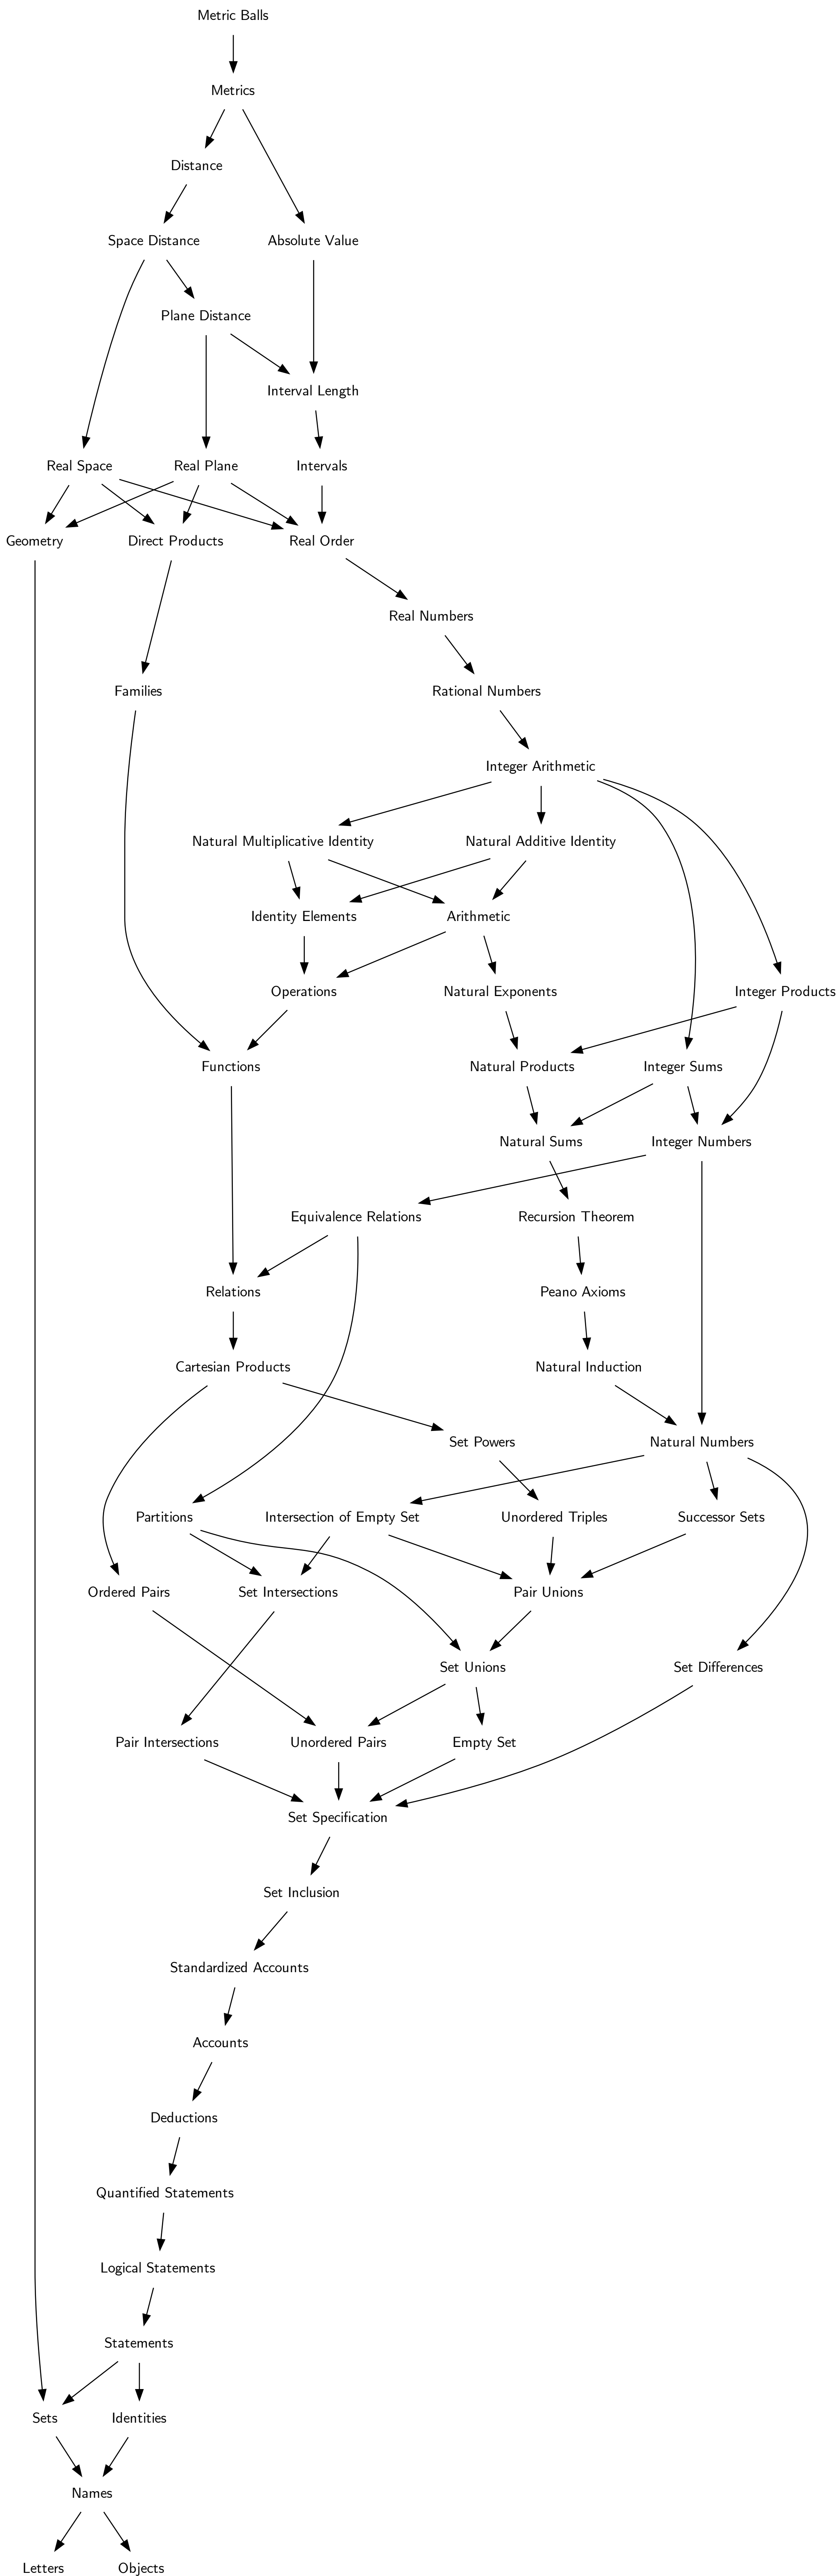 Metric Balls
Metrics
Distance
Space Distance
Absolute Value
Plane Distance
Interval Length
Real Space
Real Plane
Intervals
Geometry
Direct Products
Real Order
Real Numbers
Families
Rational Numbers
Integer Arithmetic
Natural Multiplicative Identity
Natural Additive Identity
Identity Elements
Arithmetic
Operations
Natural Exponents
Integer Products
Functions
Natural Products
Integer Sums
Natural Sums
Integer Numbers
Equivalence Relations
Recursion Theorem
Relations
Peano Axioms
Cartesian Products
Natural Induction
Set Powers
Natural Numbers
Partitions
Intersection of Empty Set
Unordered Triples
Successor Sets
Ordered Pairs
Set Intersections
Pair Unions
Set Unions
Set Differences
Pair Intersections
Unordered Pairs
Empty Set
Set Specification
Set Inclusion
Standardized Accounts
Accounts
Deductions
Quantified Statements
Logical Statements
Statements
Sets
Identities
Names
Letters
Objects